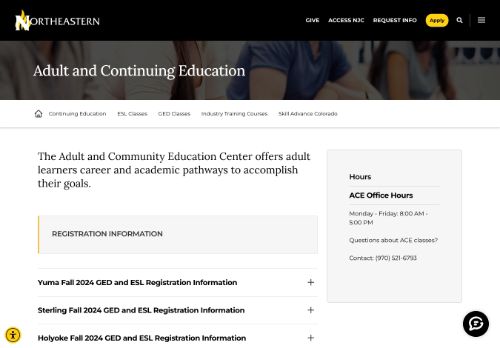 NORTHEASTERN
GIVE ACCESS NJC REQUEST INFO Apply
Adult and Continuing Education
Continuing Education ESL Classes GED Classes Industry Training Courses Skill Advance Colorado
The Adult and Community Education Center offers adult
learners career and academic pathways to accomplish
their goals.
REGISTRATION INFORMATION
Yuma Fall 2024 GED and ESL Registration Information
Sterling Fall 2024 GED and ESL Registration Information
Holyoke Fall 2024 GED and ESL Registration Information
Hours
ACE Office Hours
Monday - Friday: 8:00 AM -
5:00 PM
Questions about ACE classes?
Contact: (970) 521-6793